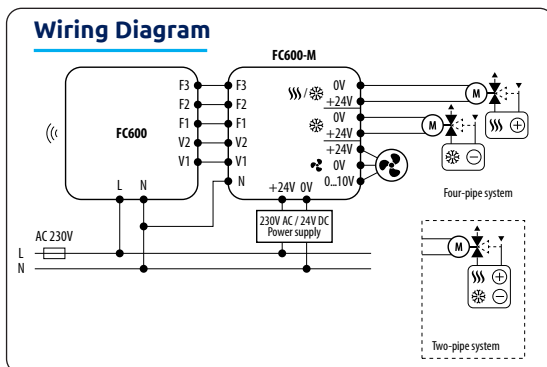 Wiring Diagram
FC600-M
FC600
F3
F2
F1
V2
V1
L N
F3
F2
F1
V2
V1
N
/
0V
+24V
0V
+24V
+24V
0V
0...10V
+24V 0V
230V AC / 24V DC
Power supply
AC 230V
L
N
M
M
Four-pipe system
M
Two-pipe system